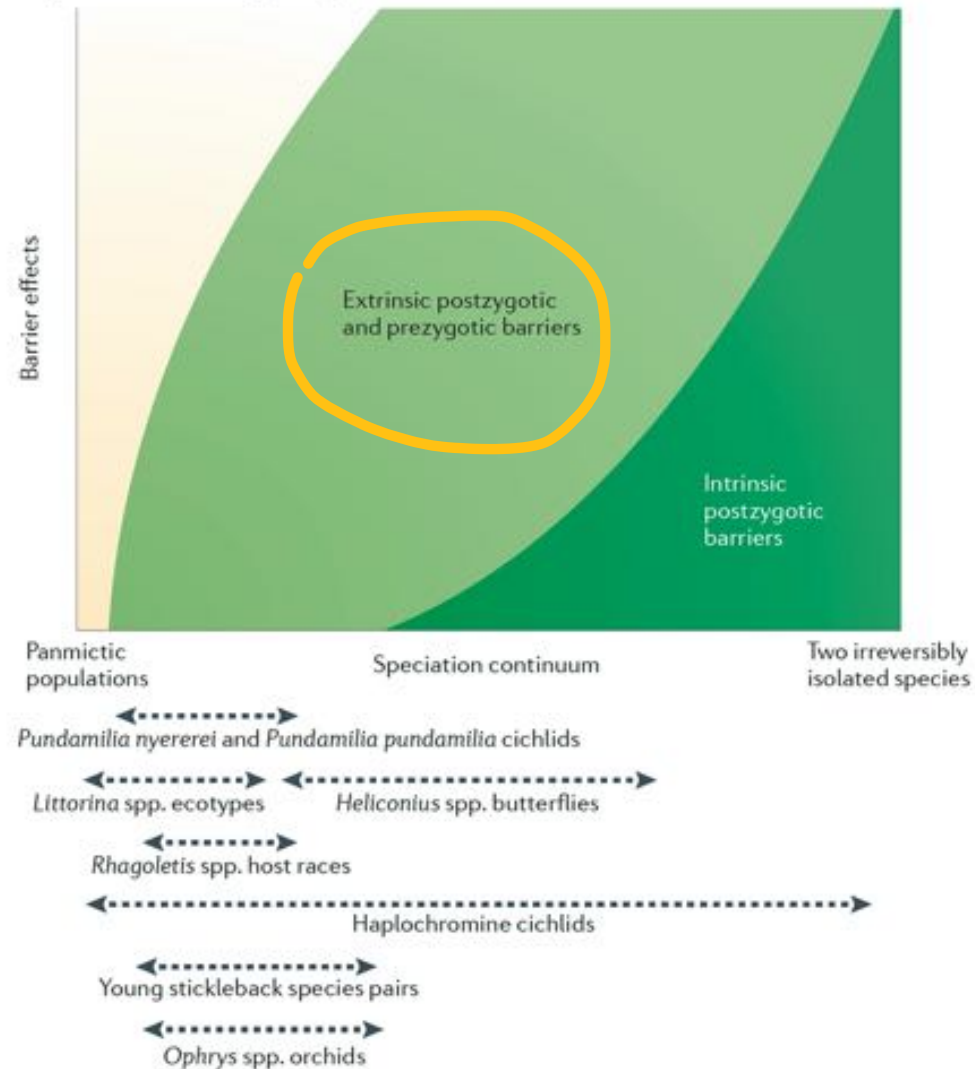 Barrier effects
Extrinsic postzygotic
and prezygotic barriers
Intrinsic
postzygotic
barriers
Panmictic
populations
Speciation continuum
Two irreversibly
isolated species
Pundamilia nyererei and Pundamilia pundamilia cichlids
Littorina spp. ecotypes
Heliconius spp. butterflies
Rhagoletis spp. host races
Haplochromine cichlids
Young stickleback species pairs
Ophrys spp. orchids